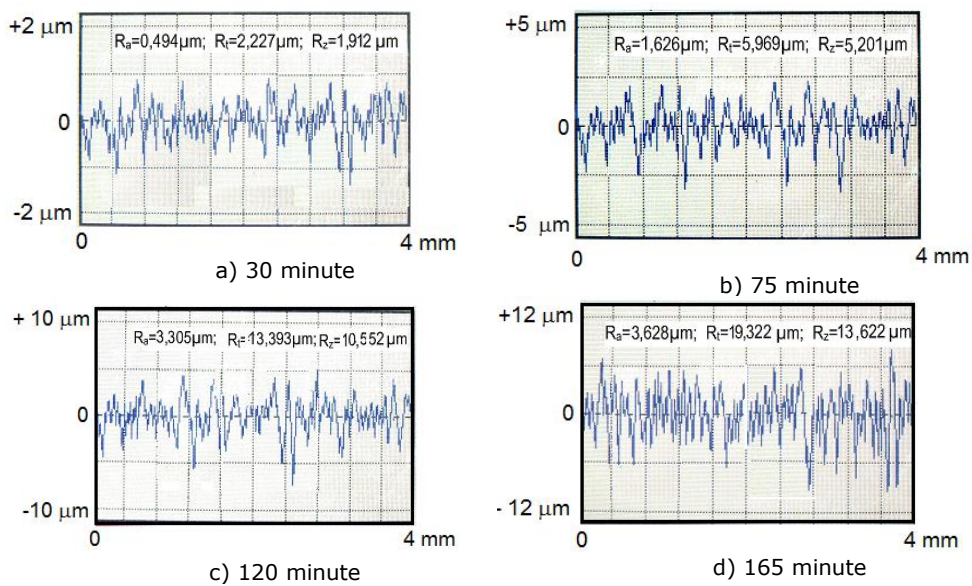 +2 μm
Ra=0,494μm; Rt=2,227μm; Rz=1,912 μm
0
-2 μm
0
4 mm
a) 30 minute
+5 μm
Ra=1,626μm; Rt=5,969μm; Rz=5,201μm
0
-5 μm
0
4 mm
b) 75 minute
+ 10 μm
Ra=3,305μm; Rt=13,393μm; Rz=10,552 μm
0
-10 μm
0
4 mm
c) 120 minute
+12 μm
Ra=3,628μm; Rt=19,322 μm; Rz=13,622 μm
0
- 12 μm
0
4 mm
d) 165 minute